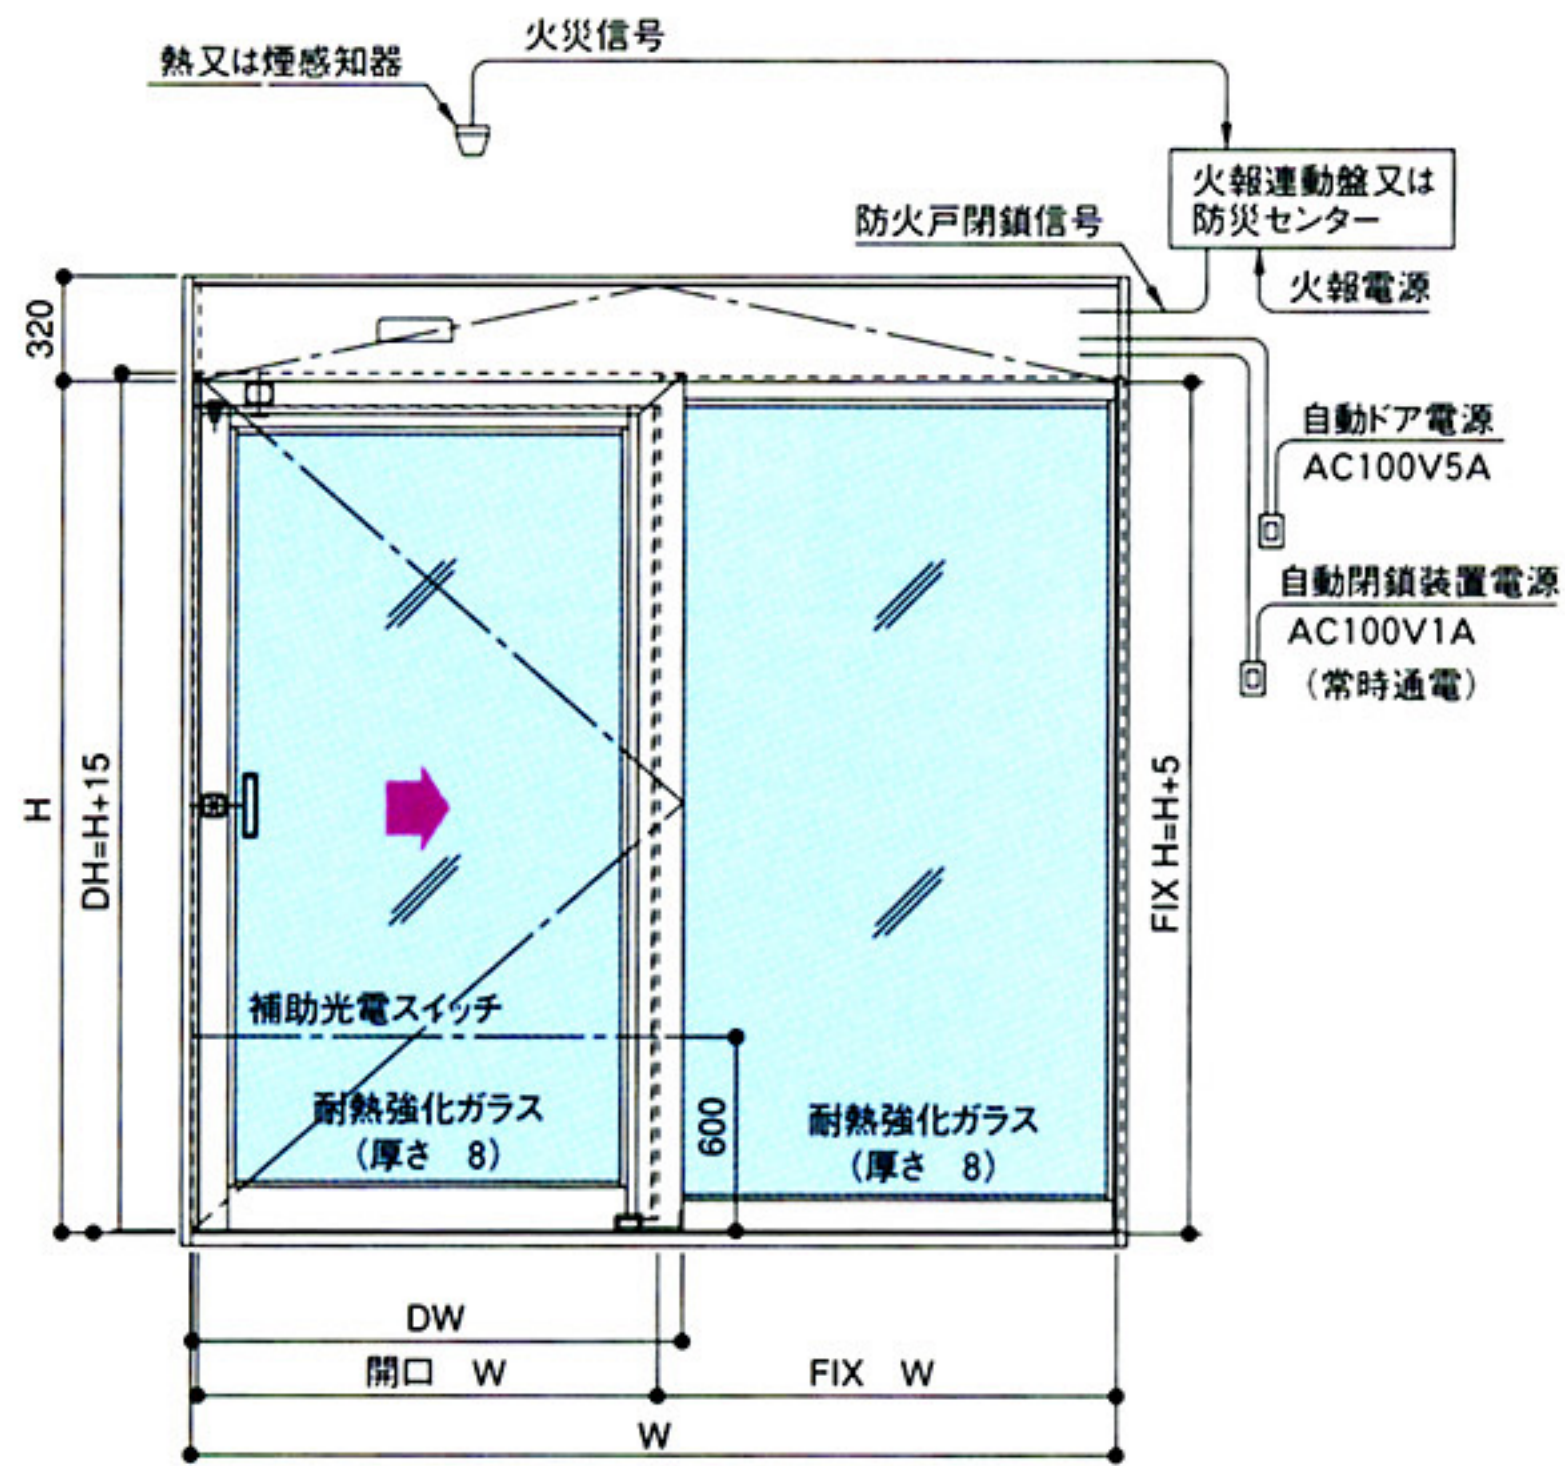 火災信号
熱又は煙感知器
火報連動盤又は
防災センター
防火戸閉鎖信号
火報電源
320
自動ドア電源
AC100V5A
自動閉鎖装置電源
AC100V1A
（常時通電）
H
DH=H+15
FIX H=H+5
補助光電スイッチ
耐熱強化ガラス
（厚さ　8）
600
耐熱強化ガラス
（厚さ　8）
DW
開口　W
FIX　W
W